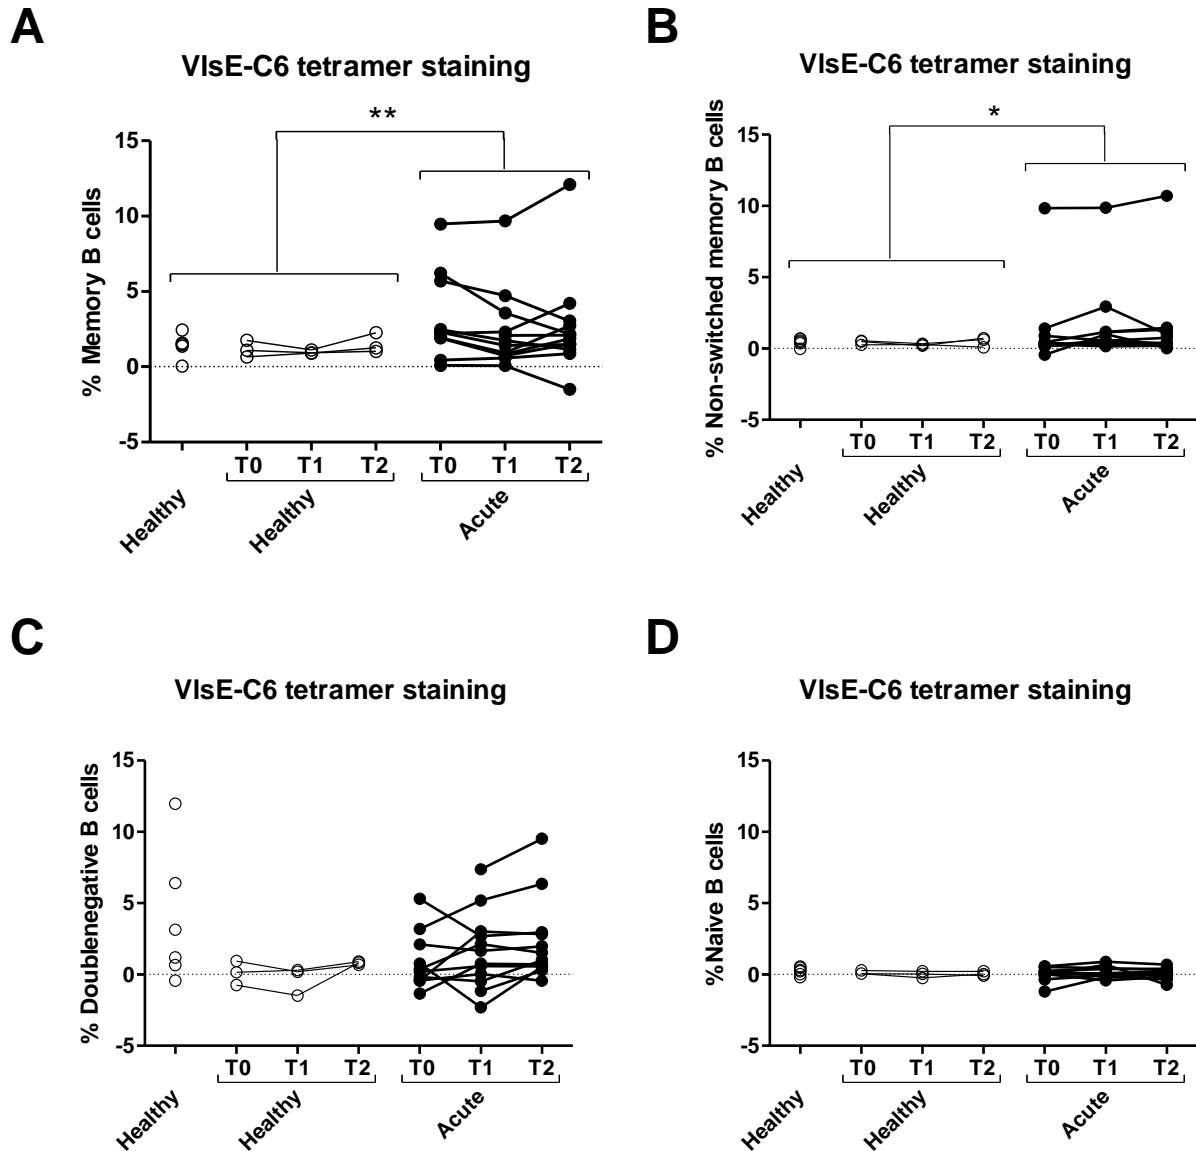 A
VlsE-C6 tetramer staining
**
% Memory B cells
15
10
5
0
-5
T0 T1 T2 T0 T1 T2
Healthy Healthy Acute
B
VlsE-C6 tetramer staining
*
% Non-switched memory B cells
15
10
5
0
-5
T0 T1 T2 T0 T1 T2
Healthy Healthy Acute
C
VlsE-C6 tetramer staining
% Doublenegative B cells
15
10
5
0
-5
T0 T1 T2 T0 T1 T2
Healthy Healthy Acute
D
VlsE-C6 tetramer staining
%Naive B cells
15
10
5
0
-5
T0 T1 T2 T0 T1 T2
Healthy Healthy Acute